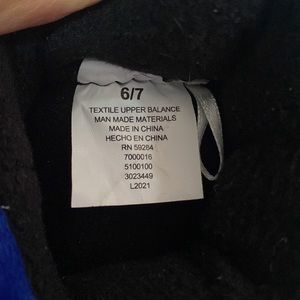 6/7
TEXTILE UPPER BALANCE
MAN MADE MATERIALS
MADE IN CHINA
HECHO EN CHINA
RN 59284
7000016
5100100
3023449
L2021